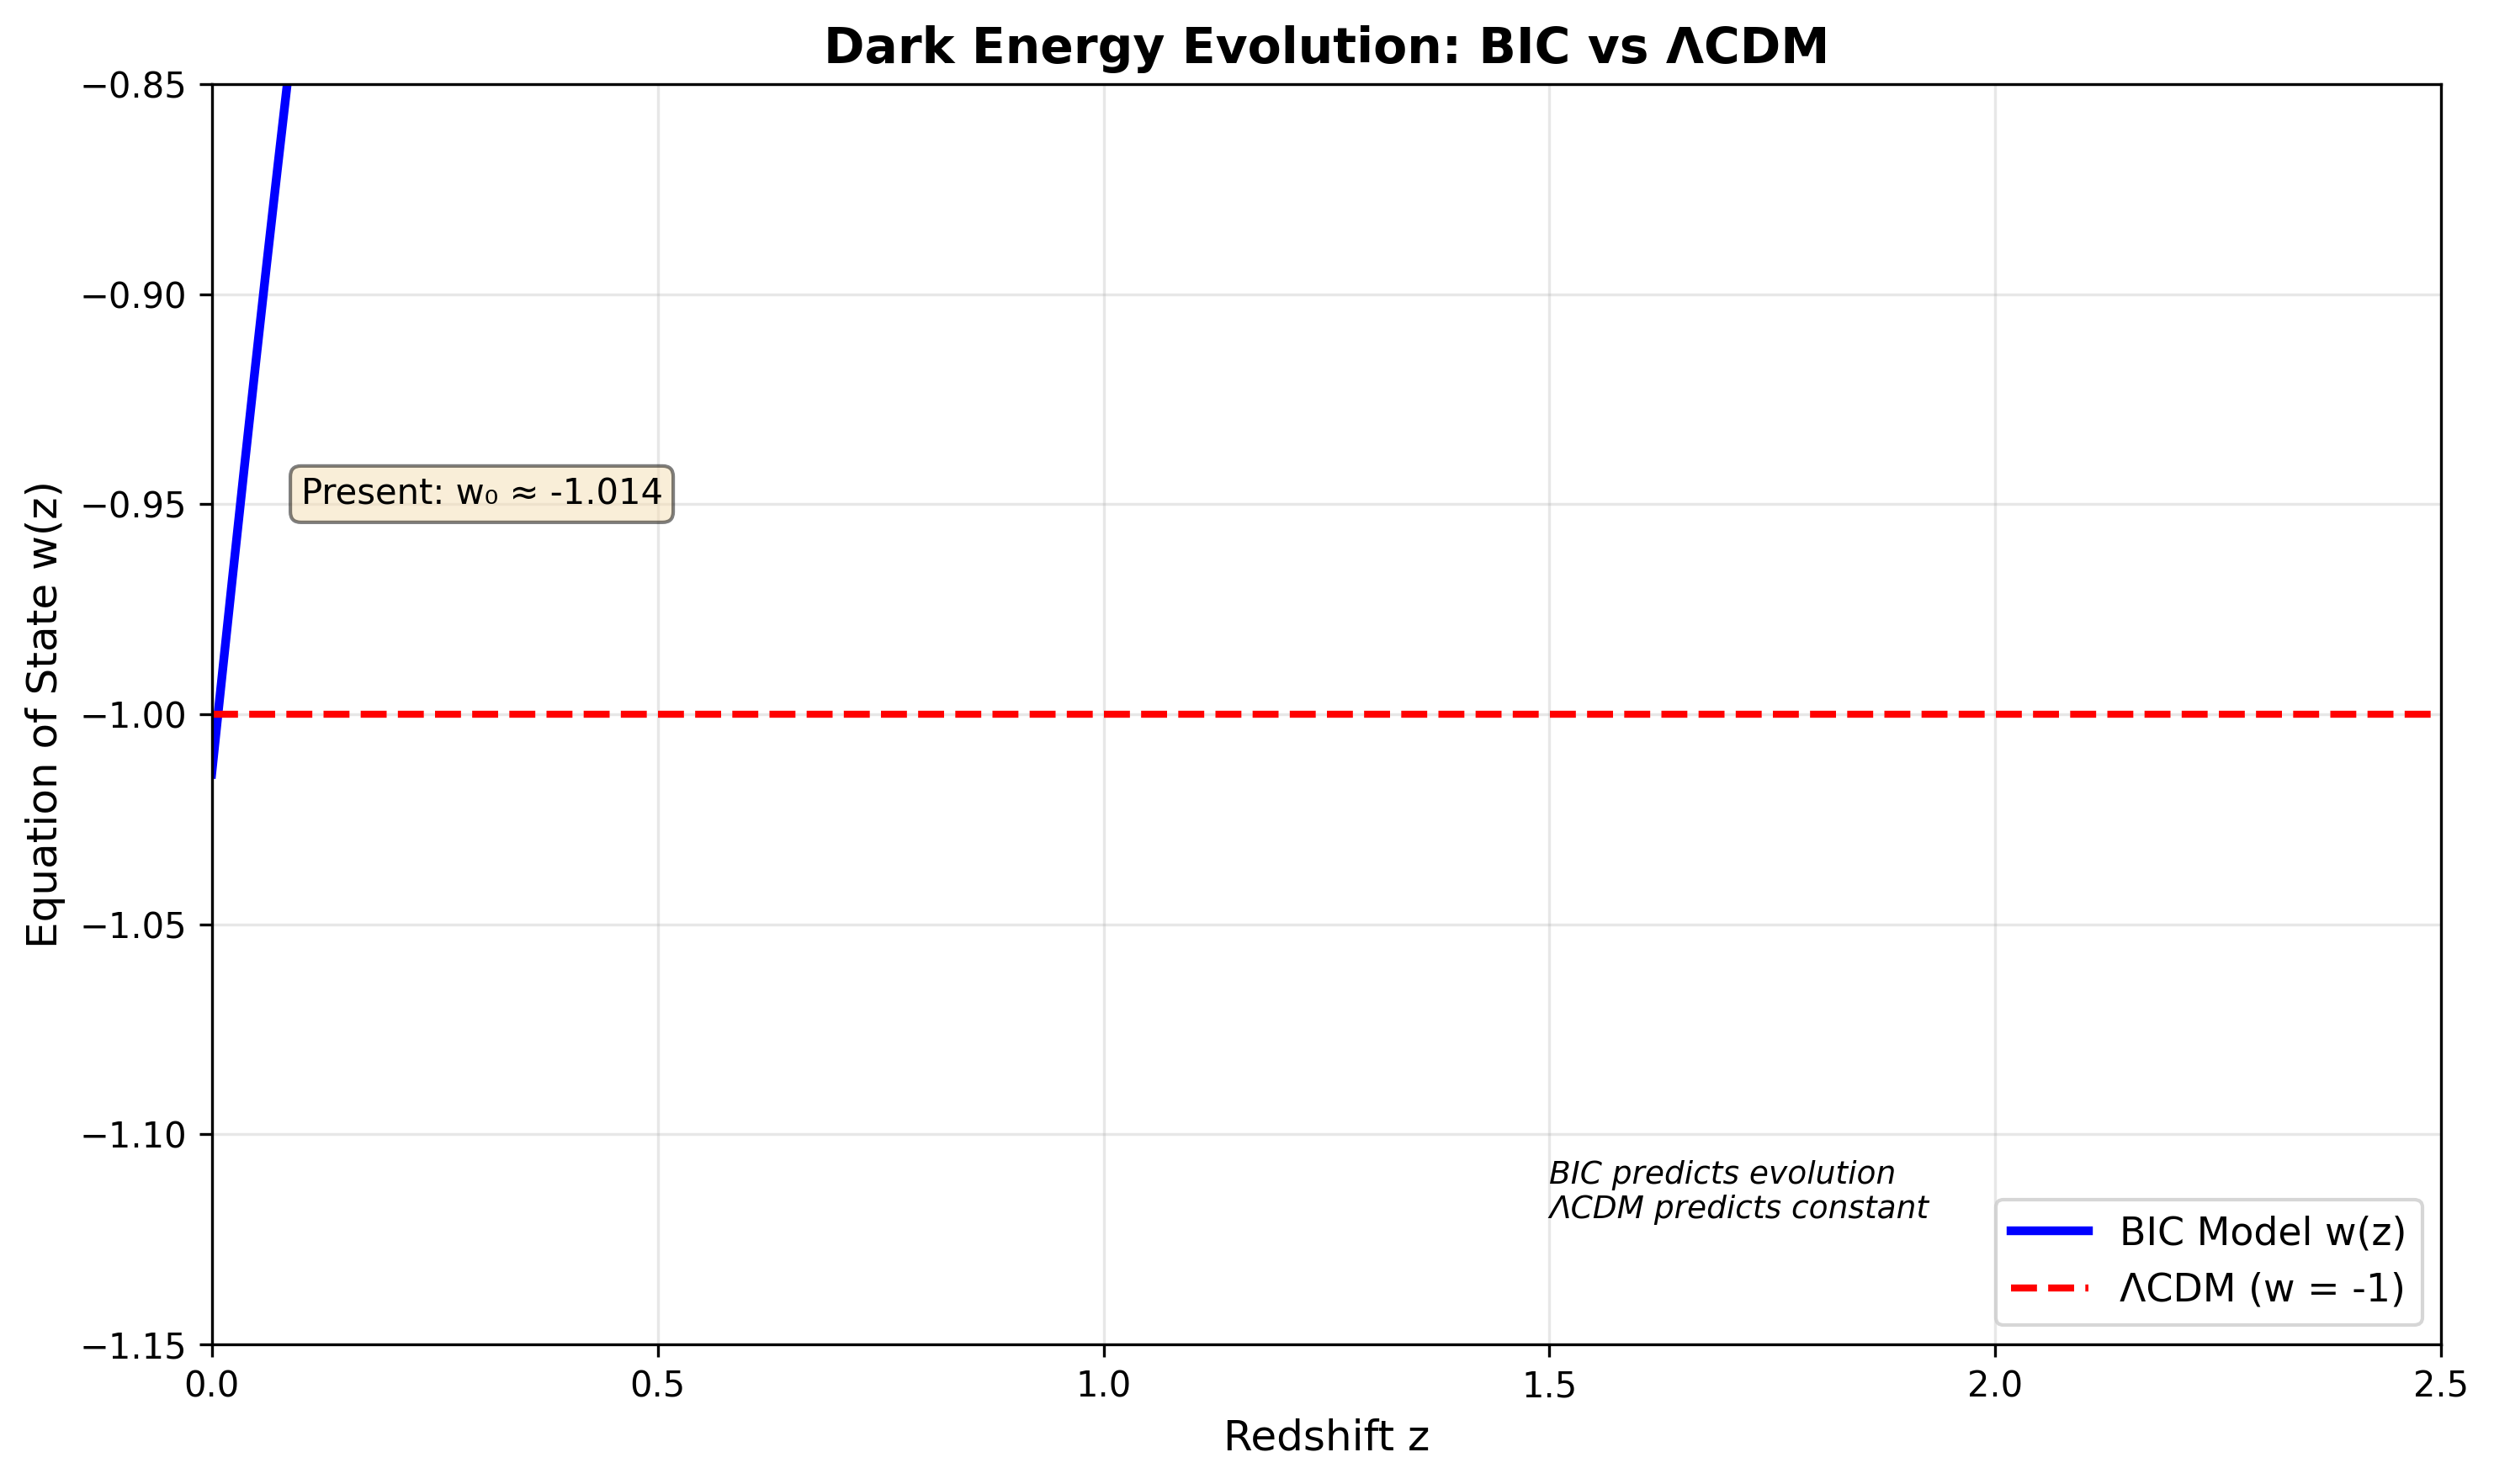 Dark Energy Evolution: BIC vs ΛCDM
−0.85
−0.90
−0.95
−1.00
−1.05
−1.10
−1.15
Equation of State w(z)
Present: w₀ ≈ -1.014
BIC predicts evolution
ΛCDM predicts constant
BIC Model w(z)
ΛCDM (w = -1)
0.0 0.5 1.0 1.5 2.0 2.5
Redshift z